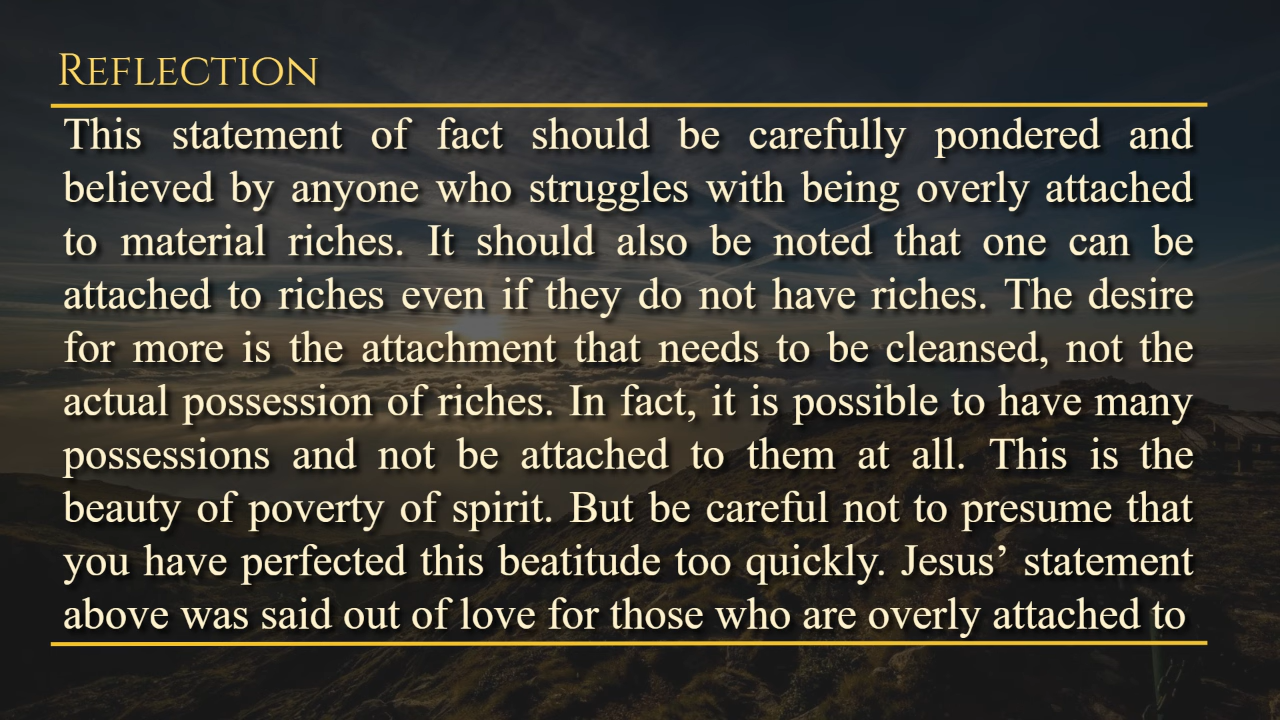 Reflection
This statement of fact should be carefully pondered and
believed by anyone who struggles with being overly attached
to material riches. It should also be noted that one can be
attached to riches even if they do not have riches. The desire
for more is the attachment that needs to be cleansed, not the
actual possession of riches. In fact, it is possible to have many
possessions and not be attached to them at all. This is the
beauty of poverty of spirit. But be careful not to presume that
you have perfected this beatitude too quickly. Jesus’ statement
above was said out of love for those who are overly attached to